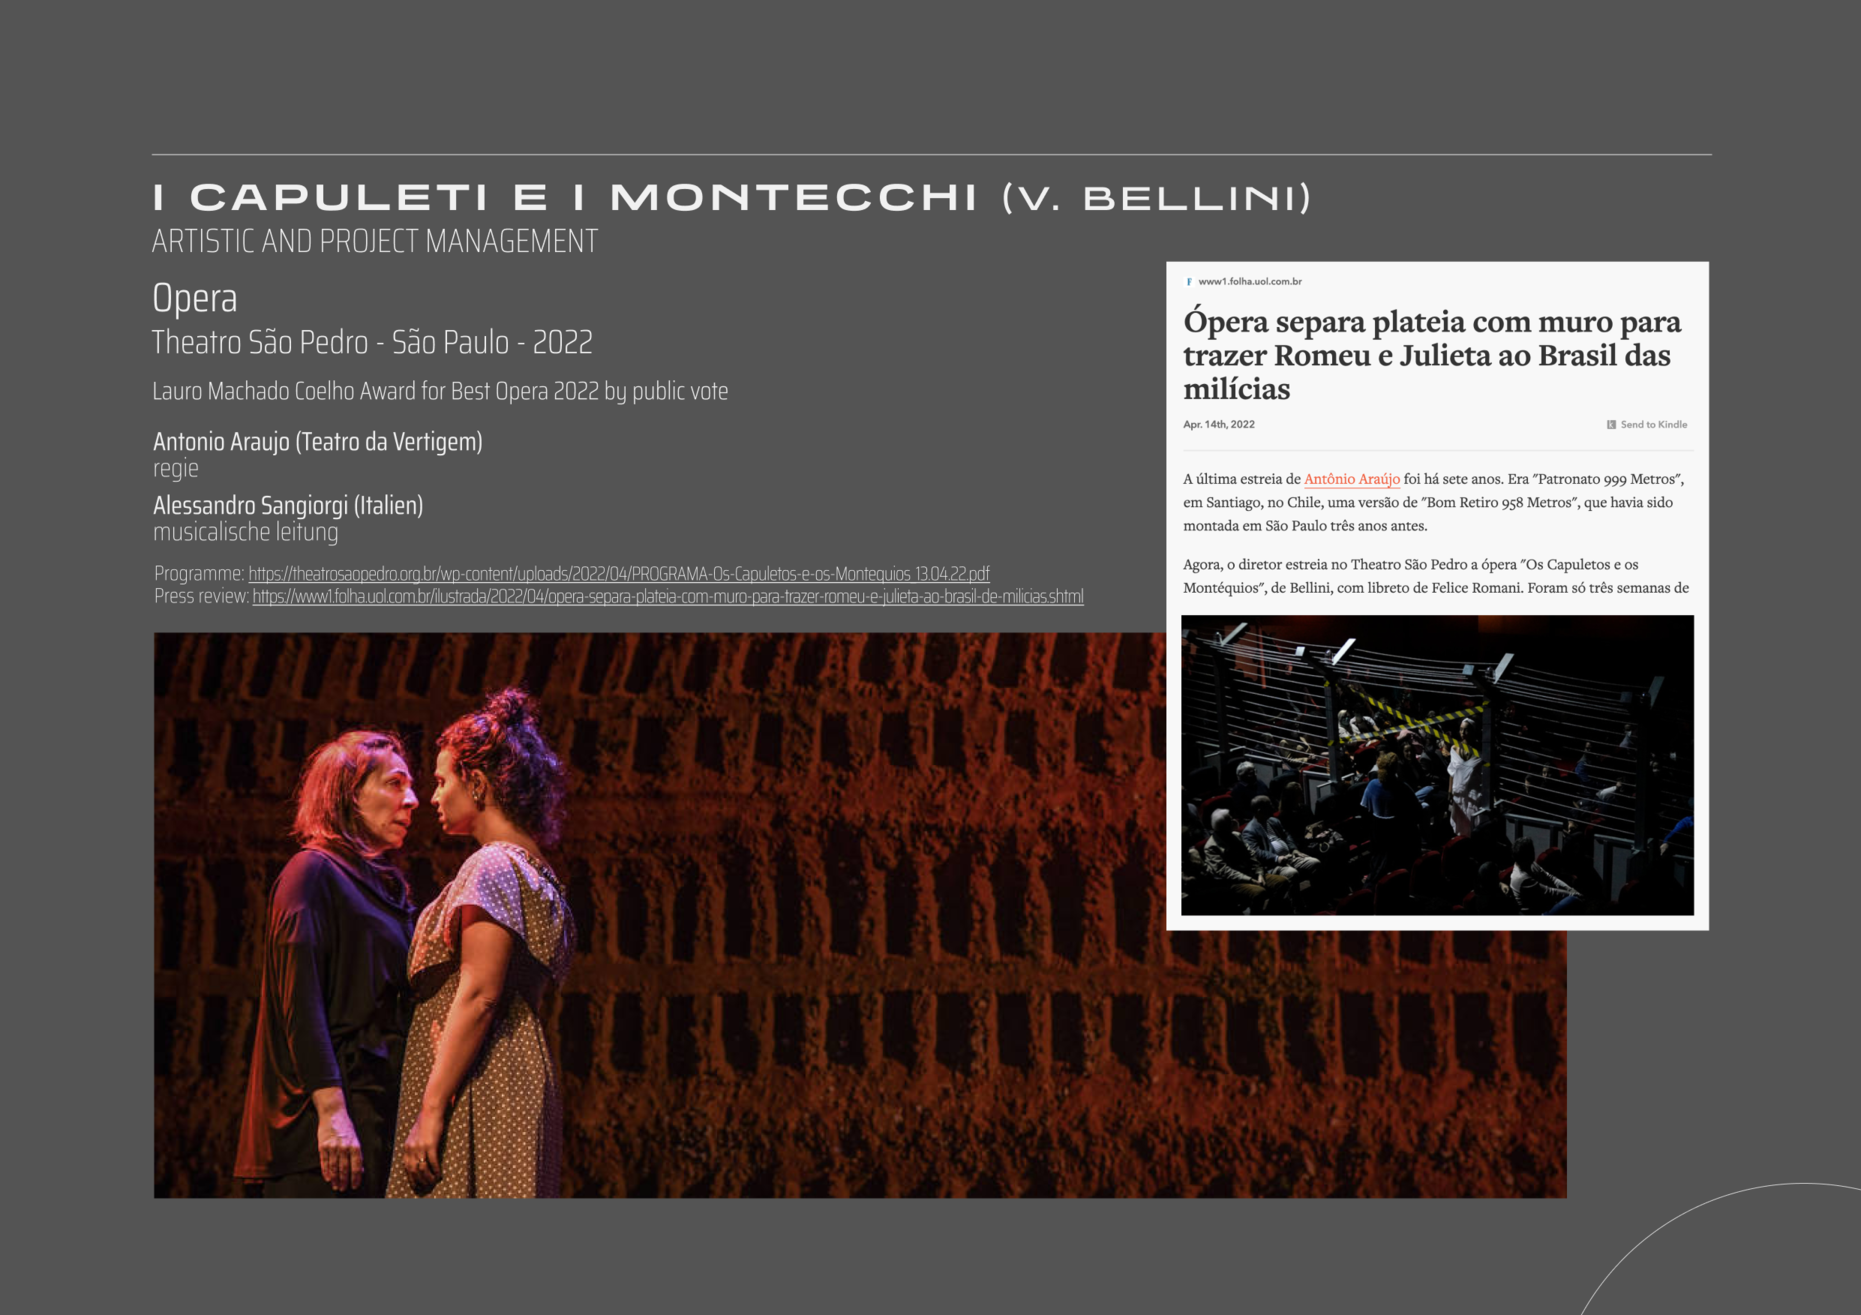 I CAPULETI E I MONTECCHI (V. BELLINI)
ARTISTIC AND PROJECT MANAGEMENT
Opera
Theatro São Pedro - São Paulo - 2022
Lauro Machado Coelho Award for Best Opera 2022 by public vote
Antonio Araujo (Teatro da Vertigem)
regie
Alessandro Sangiorgi (Italien)
musicalische leitung
Programme: https://theatrosaopedro.org.br/wp-content/uploads/2022/04/PROGRAMA-Os-Capuletos-e-os-Montequios_13.04.22.pdf
Press review: https://www1.folha.uol.com.br/ilustrada/2022/04/opera-separa-plateia-com-muro-para-trazer-romeu-e-julieta-ao-brasil-de-milicias.shtml
F www1.folha.uol.com.br
Ópera separa plateia com muro para
trazer Romeu e Julieta ao Brasil das
milícias
Apr. 14th, 2022
Send to Kindle
A última estreia de Antônio Araújo foi há sete anos. Era "Patronato 999 Metros",
em Santiago, no Chile, uma versão de "Bom Retiro 958 Metros", que havia sido
montada em São Paulo três anos antes.
Agora, o diretor estreia no Theatro São Pedro a ópera "Os Capuletos e os
Montéquios", de Bellini, com libreto de Felice Romani. Foram só três semanas de